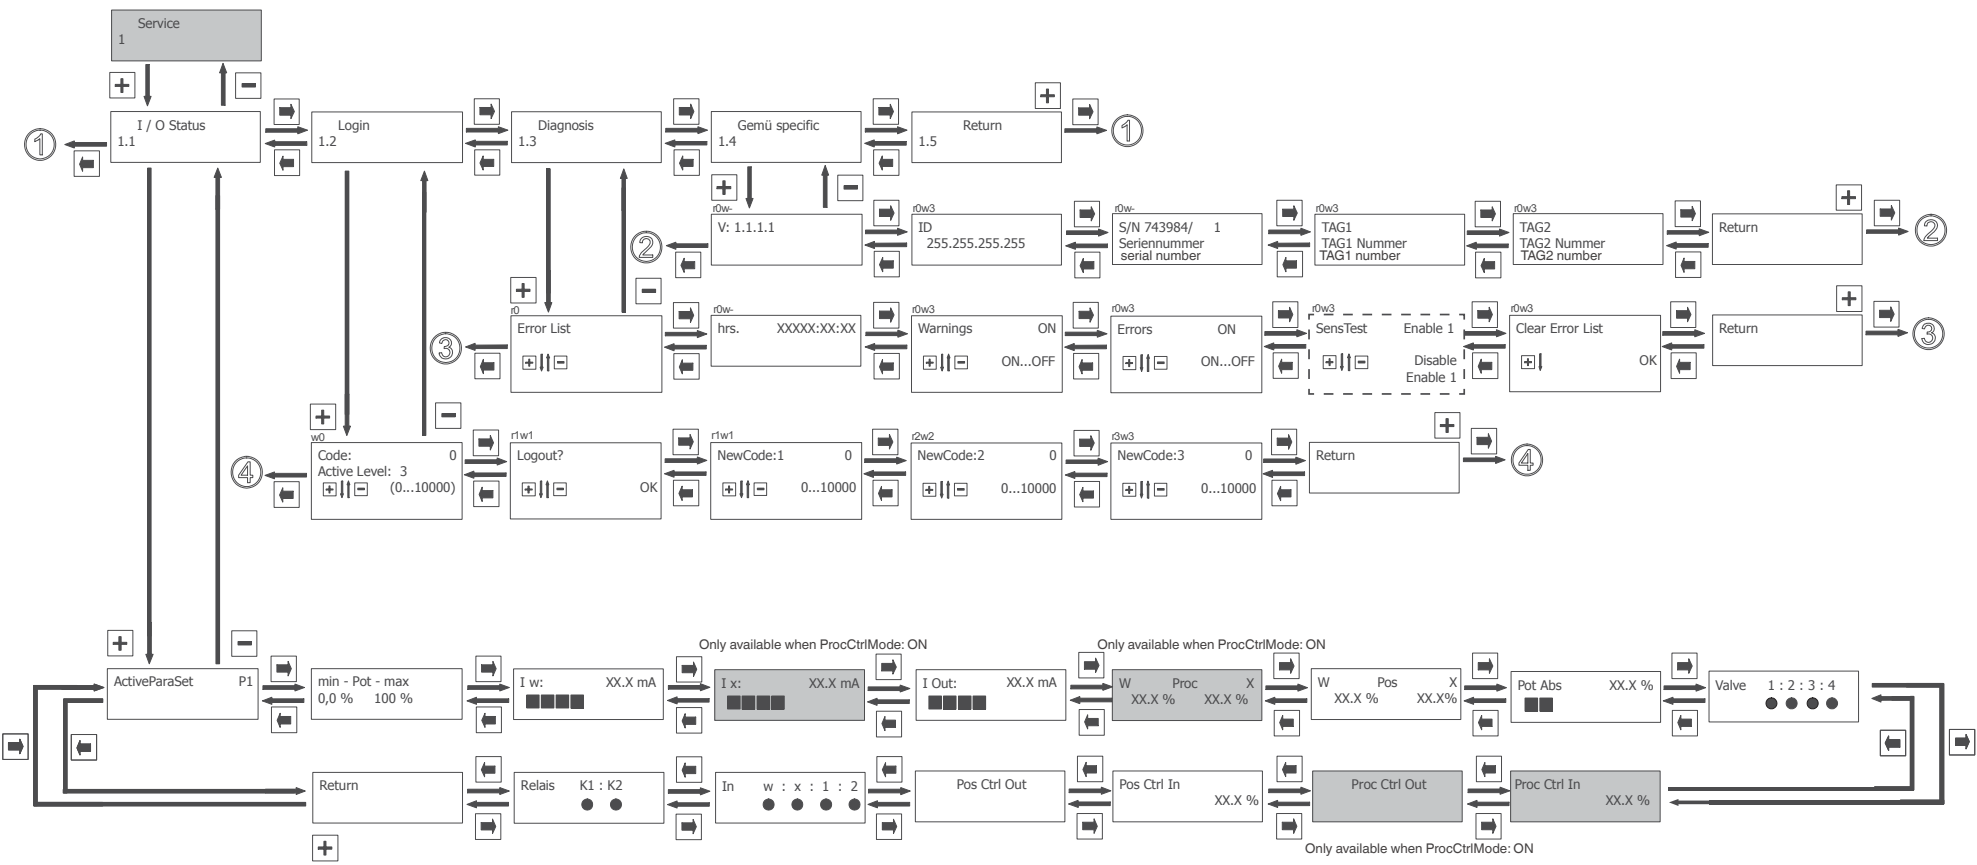 Service
1
I / O Status
1.1
Login
1.2
Diagnosis
1.3
Gemü specific
1.4
Return
1.5
1
1
r0w-
V: 1.1.1.1
r0w3
ID
255.255.255.255
r0w-
S/N 743984/ 1
Seriennummer
serial number
r0w3
TAG1
TAG1 Nummer
TAG1 number
r0w3
TAG2
TAG2 Nummer
TAG2 number
Return
2
2
r0
Error List
r0w-
hrs. XXXXX:XX:XX
r0w3
Warnings ON
ON...OFF
r0w3
Errors ON
ON...OFF
r0w3
SensTest Enable 1
Disable
Enable 1
r0w3
Clear Error List
OK
Return
3
3
w0
Code: 0
Active Level: 3
(0...10000)
r1w1
Logout?
OK
r1w1
NewCode:1 0
0...10000
r2w2
NewCode:2 0
0...10000
r3w3
NewCode:3 0
0...10000
Return
4
4
Only available when ProcCtrlMode: ON
Only available when ProcCtrlMode: ON
ActiveParaSet P1
min - Pot - max
0,0 % 100 %
I w: XX.X mA
I x: XX.X mA
I Out: XX.X mA
W Proc X
XX.X % XX.X %
W Pos X
XX.X % XX.X%
Pot Abs XX.X %
Valve 1 : 2 : 3 : 4
Return
Relais K1 : K2
In w : x : 1 : 2
Pos Ctrl Out
Pos Ctrl In
XX.X %
Proc Ctrl Out
Proc Ctrl In
XX.X %
Only available when ProcCtrlMode: ON